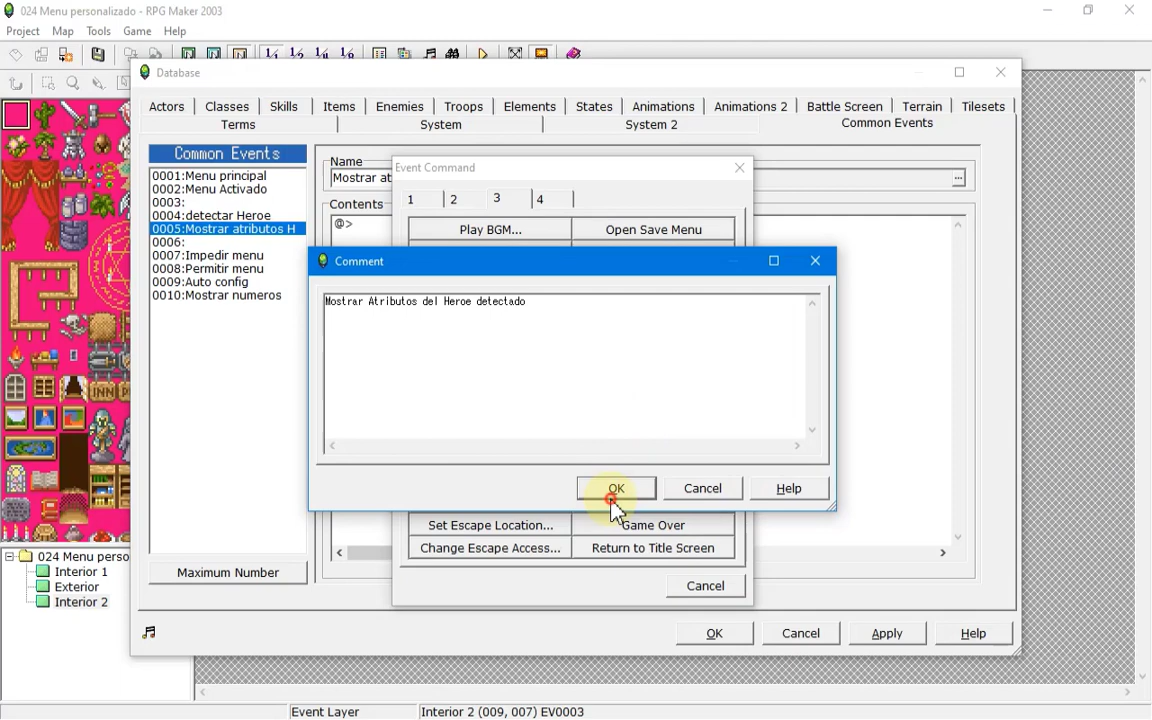 024 Menu personalizado - RPG Maker 2003
Project Map Tools Game Help
Database
Actors Classes Skills Items Enemies Troops Elements States Animations Animations 2 Battle Screen Terrain Tilesets
Terms System System 2 Common Events
Common Events
0001:Menu principal
0002:Menu Activado
0003:
0004:detectar Heroe
0005:Mostrar atributos H
0006:
0007:Impedir menu
0008:Permitir menu
0009:Auto config
0010:Mostrar numeros
Maximum Number
Name
Mostrar at
...
Contents
@>
Event Command
1 2 3 4
Play BGM... Open Save Menu
Comment
Mostrar Atributos del Heroe detectado
OK Cancel Help
Set Escape Location... Game Over
Change Escape Access... Return to Title Screen
Cancel
OK Cancel Apply Help
INN
024 Menu perso
Interior 1
Exterior
Interior 2
Event Layer Interior 2 (009, 007) EV0003